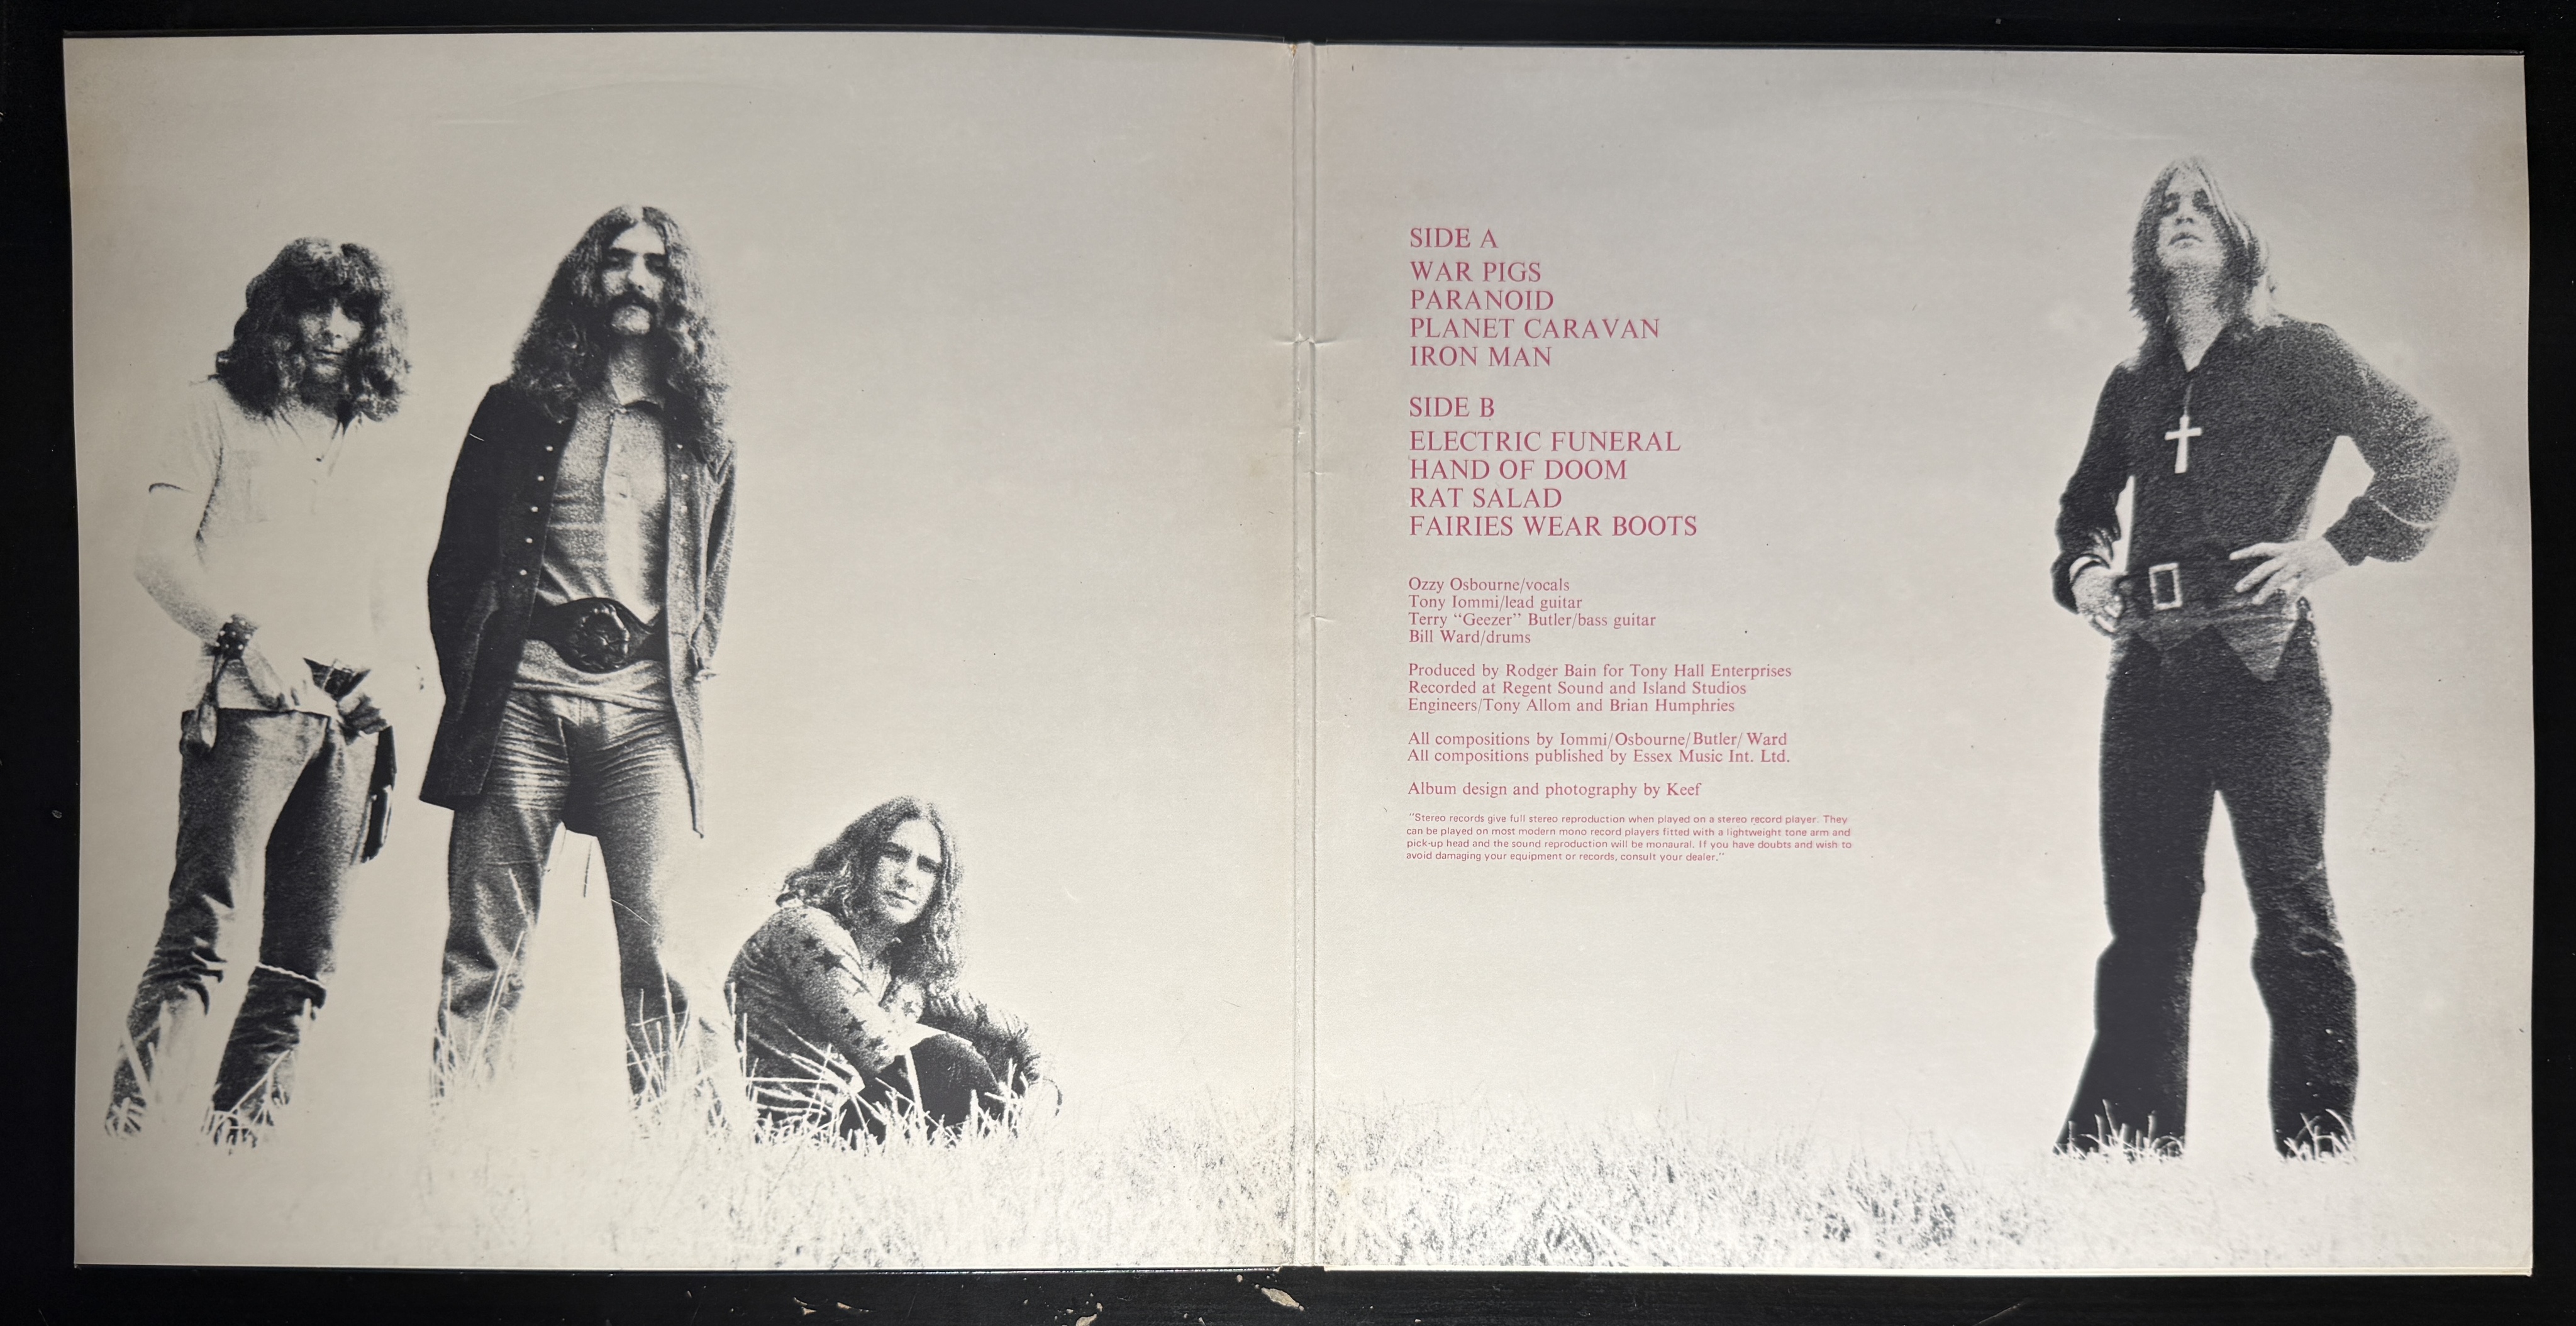 SIDE A
WAR PIGS
PARANOID
PLANET CARAVAN
IRON MAN
SIDE B
ELECTRIC FUNERAL
HAND OF DOOM
RAT SALAD
FAIRIES WEAR BOOTS
Ozzy Osbourne/vocals
Tony Iommi/lead guitar
Terry “Geezer” Butler/bass guitar
Bill Ward/drums
Produced by Rodger Bain for Tony Hall Enterprises
Recorded at Regent Sound and Island Studios
Engineers/Tony Allom and Brian Humphries
All compositions by Iommi/Osbourne/Butler/Ward
All compositions published by Essex Music Int. Ltd.
Album design and photography by Keef
"Stereo records give full stereo reproduction when played on a stereo record player. They
can be played on most modern mono record players fitted with a lightweight tone arm and
pick-up head and the sound reproduction will be monaural. If you have doubts and wish to
avoid damaging your equipment or records, consult your dealer."